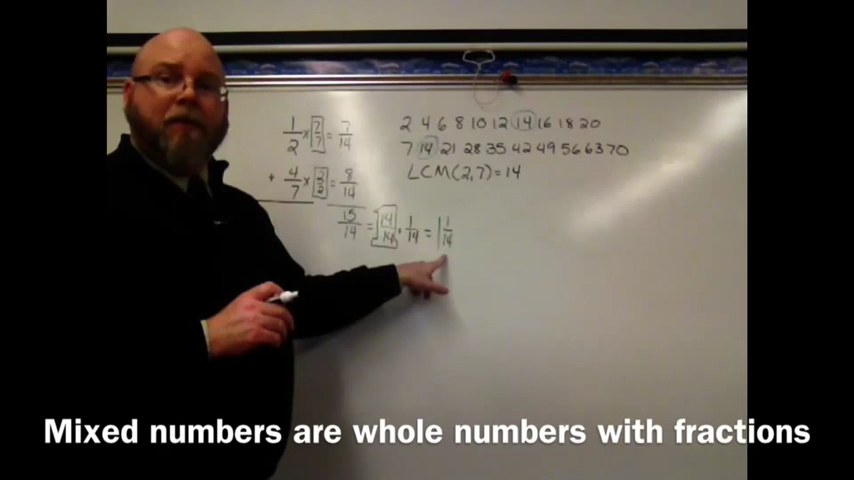 1/2 × [7/7] = 7/14
+ 4/7 × [2/2] = 8/14
15/14 = [14/14] + 1/14 = 1 1/14
2 4 6 8 10 12 14 16 18 20
7 14 21 28 35 42 49 56 63 70
LCM(2,7)=14
Mixed numbers are whole numbers with fractions